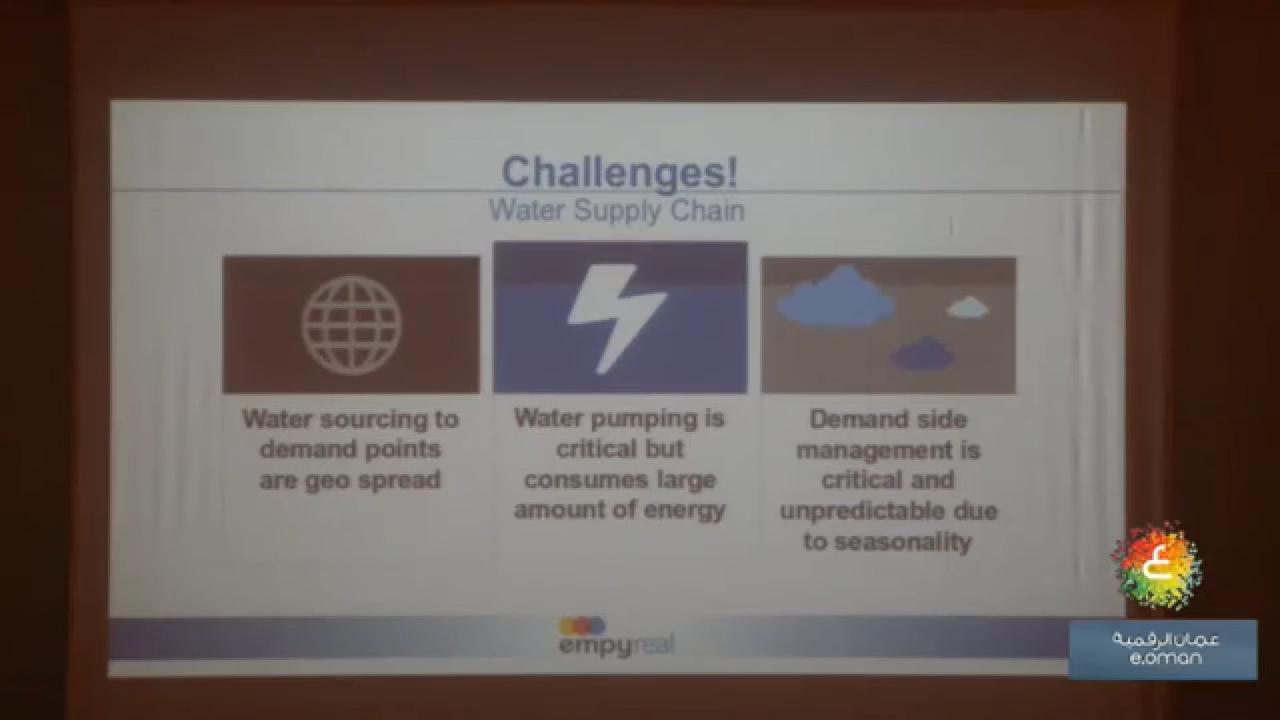 Challenges!
Water Supply Chain
Water sourcing to
demand points
are geo spread
Water pumping is
critical but
consumes large
amount of energy
Demand side
management is
critical and
unpredictable due
to seasonality
empyreal
ع
عمان الرقمية
e.oman